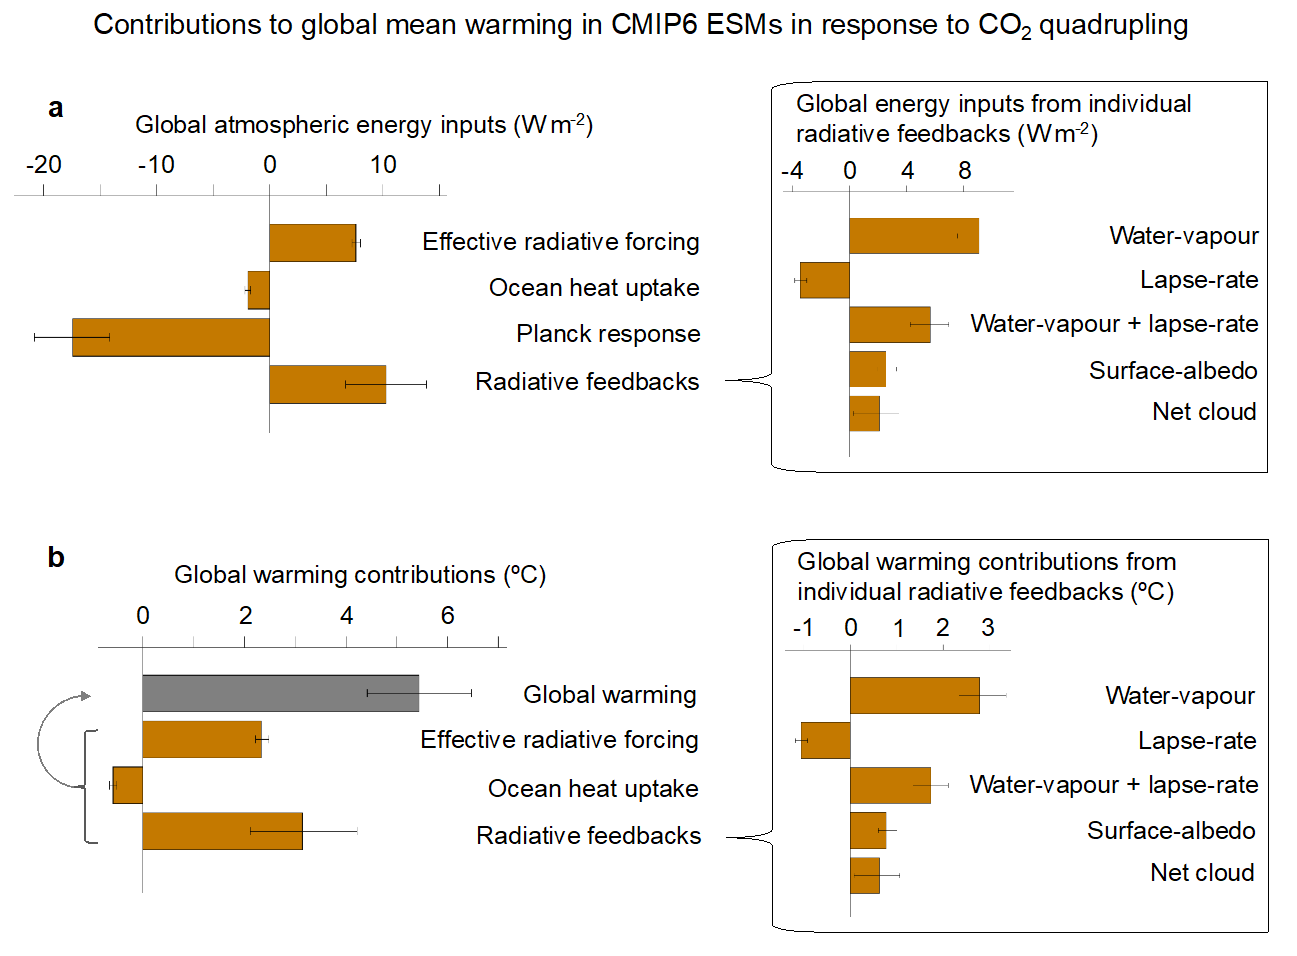 Contributions to global mean warming in CMIP6 ESMs in response to CO2 quadrupling
a
Global atmospheric energy inputs (Wm-2)
-20 -10 0 10
Effective radiative forcing
Ocean heat uptake
Planck response
Radiative feedbacks
Global energy inputs from individual
radiative feedbacks (Wm-2)
-4 0 4 8
Water-vapour
Lapse-rate
Water-vapour + lapse-rate
Surface-albedo
Net cloud
b
Global warming contributions (ºC)
0 2 4 6
Global warming
Effective radiative forcing
Ocean heat uptake
Radiative feedbacks
Global warming contributions from
individual radiative feedbacks (ºC)
-1 0 1 2 3
Water-vapour
Lapse-rate
Water-vapour + lapse-rate
Surface-albedo
Net cloud